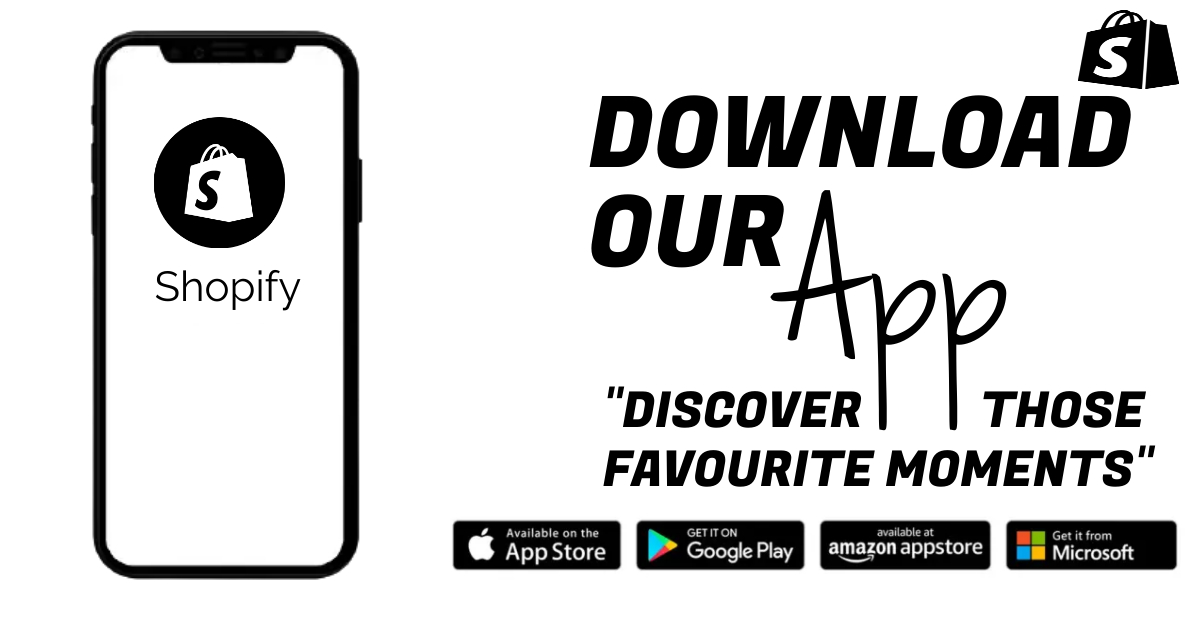 S
S
Shopify
DOWNLOAD
OUR App
"DISCOVER THOSE
FAVOURITE MOMENTS"
Available on the
App Store
GET IT ON
Google Play
available at
amazon appstore
Get it from
Microsoft